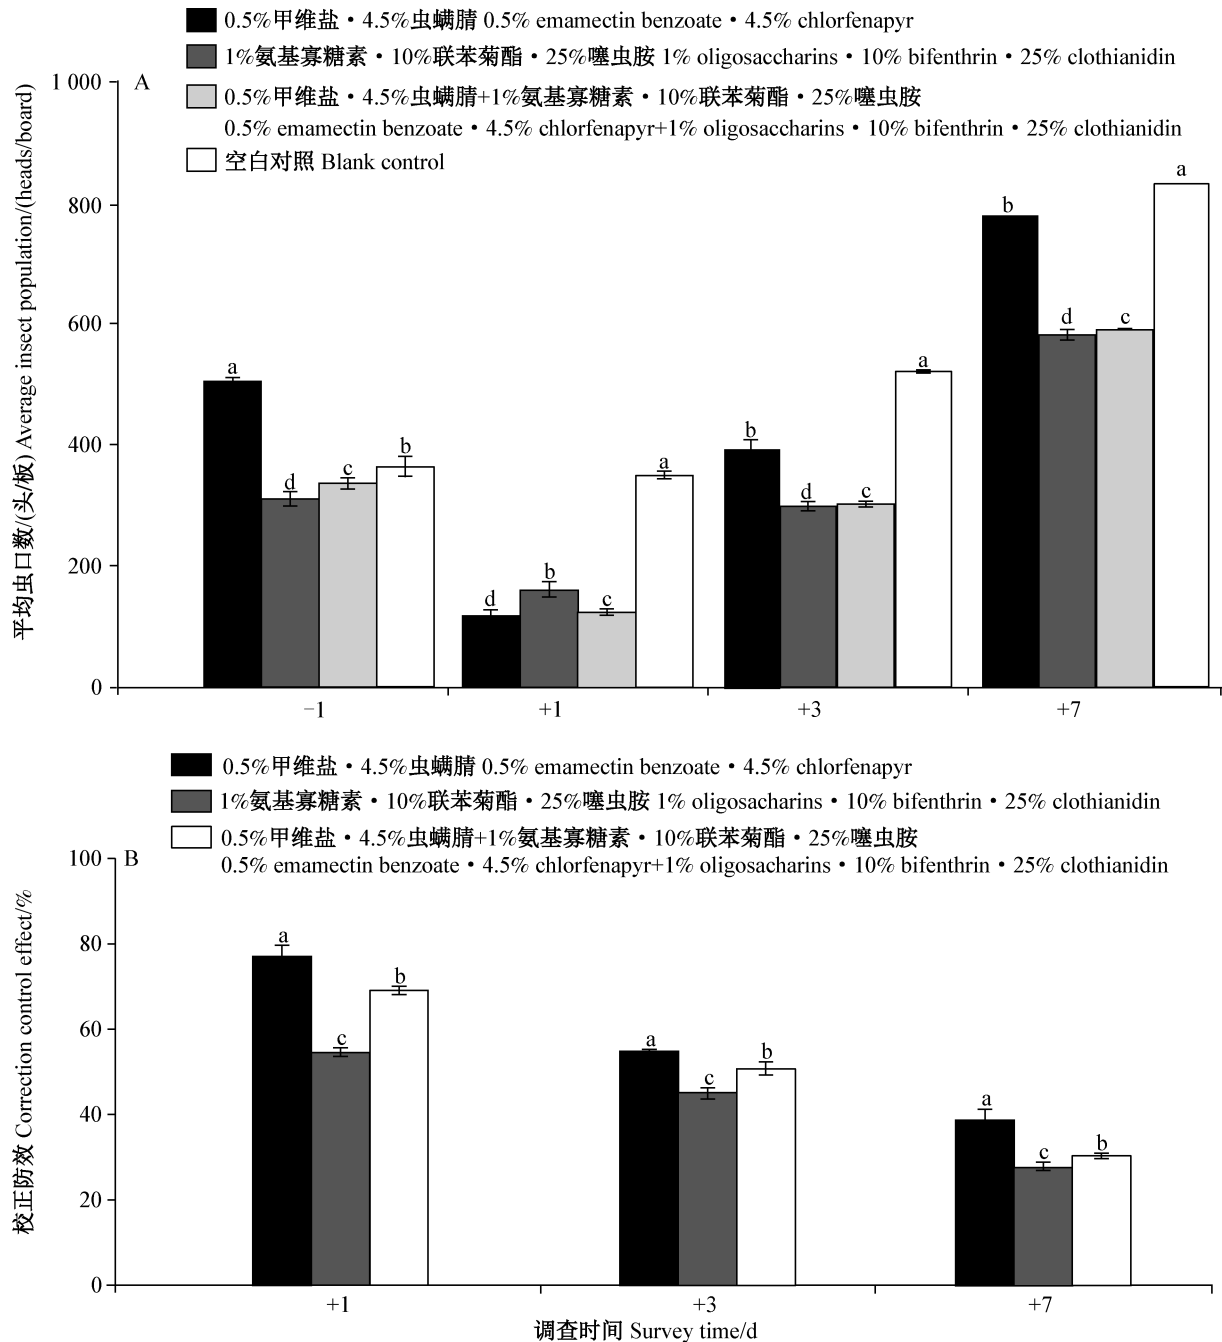 0.5%甲维盐·4.5%虫螨腈 0.5% emamectin benzoate·4.5% chlorfenapyr
1%氨基寡糖素·10%联苯菊酯·25%噻虫胺 1% oligosaccharins·10% bifenthrin·25% clothianidin
0.5%甲维盐·4.5%虫螨腈+1%氨基寡糖素·10%联苯菊酯·25%噻虫胺
0.5% emamectin benzoate·4.5% chlorfenapyr+1% oligosaccharins·10% bifenthrin·25% clothianidin
空白对照 Blank control
A
平均虫口数/(头/板) Average insect population/(heads/board)
1 000
800
600
400
200
0
a
d
c
b
d
b
c
a
b
d
c
a
b
d
c
a
−1
+1
+3
+7
0.5%甲维盐·4.5%虫螨腈 0.5% emamectin benzoate·4.5% chlorfenapyr
1%氨基寡糖素·10%联苯菊酯·25%噻虫胺 1% oligosacharins·10% bifenthrin·25% clothianidin
0.5%甲维盐·4.5%虫螨腈+1%氨基寡糖素·10%联苯菊酯·25%噻虫胺
0.5% emamectin benzoate·4.5% chlorfenapyr+1% oligosacharins·10% bifenthrin·25% clothianidin
B
校正防效 Correction control effect/%
100
80
60
40
20
0
a
c
b
a
c
b
a
c
b
+1
+3
+7
调查时间 Survey time/d